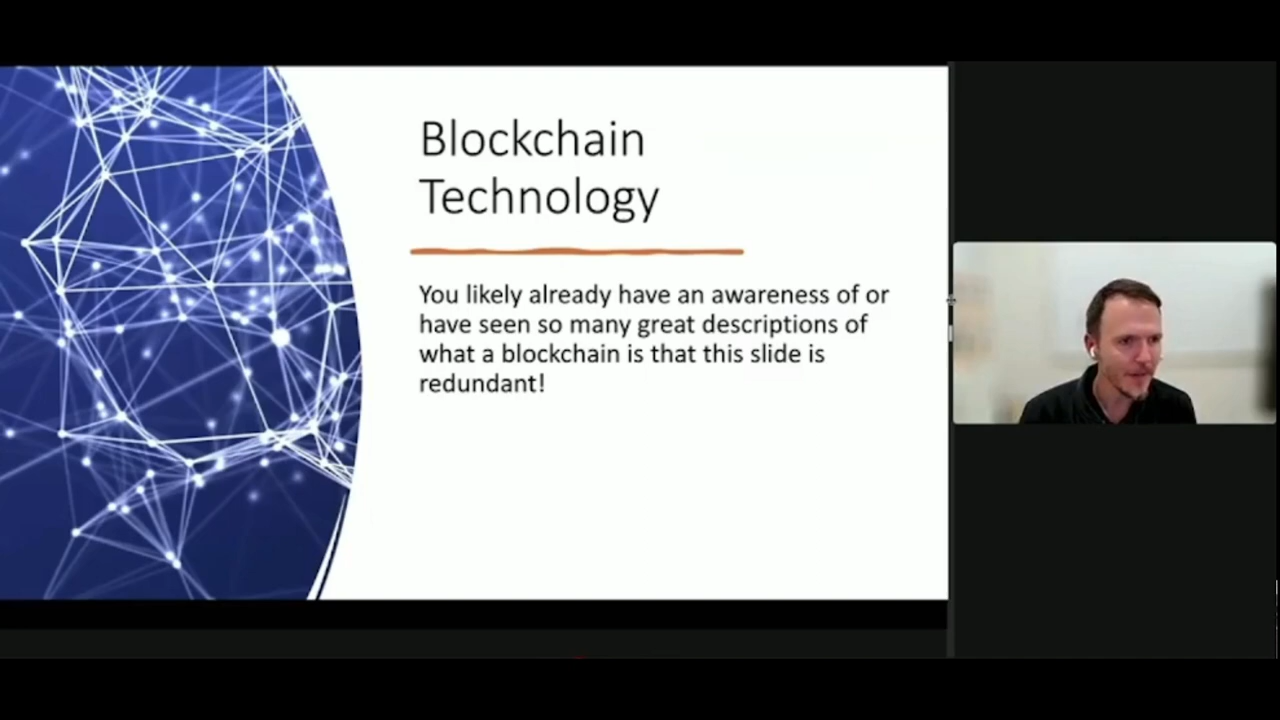 Blockchain
Technology
You likely already have an awareness of or
have seen so many great descriptions of
what a blockchain is that this slide is
redundant!